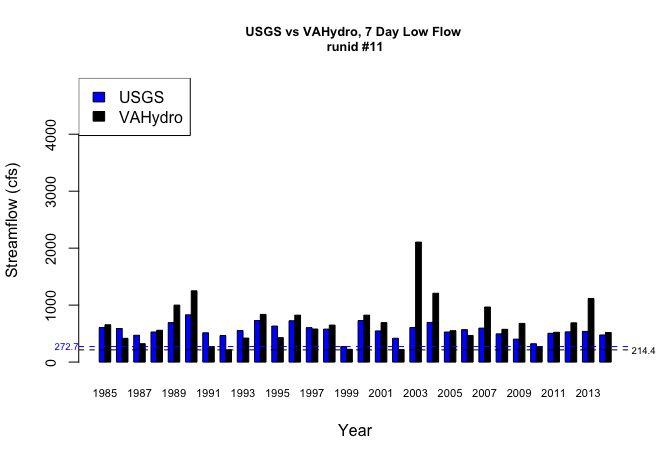 USGS vs VAHydro, 7 Day Low Flow
runid #11
USGS
VAHydro
Streamflow (cfs)
4000
3000
2000
1000
0
272.7
214.4
1985 1987 1989 1991 1993 1995 1997 1999 2001 2003 2005 2007 2009 2011 2013
Year